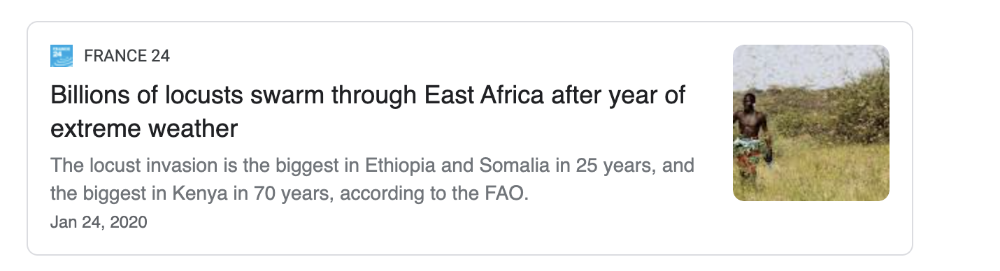 FRANCE 24
Billions of locusts swarm through East Africa after year of
extreme weather
The locust invasion is the biggest in Ethiopia and Somalia in 25 years, and
the biggest in Kenya in 70 years, according to the FAO.
Jan 24, 2020